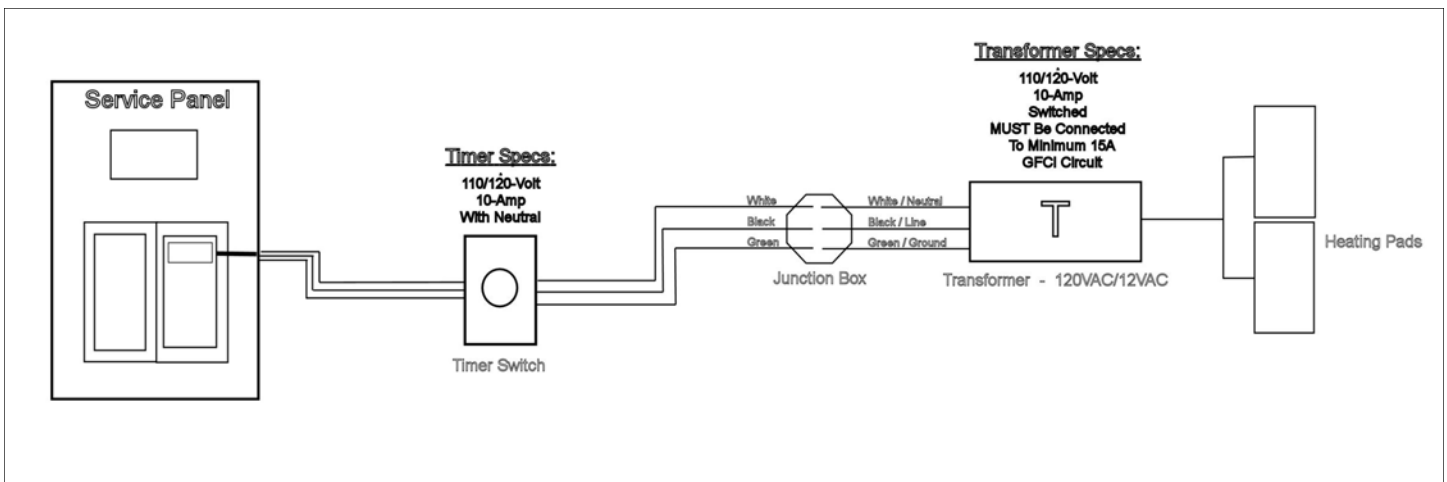 Service Panel
Timer Specs:
110/120-Volt
10-Amp
With Neutral
Timer Switch
White
Black
Green
Junction Box
White / Neutral
Black / Line
Green / Ground
Transformer Specs:
110/120-Volt
10-Amp
Switched
MUST Be Connected
To Minimum 15A
GFCI Circuit
T
Transformer - 120VAC/12VAC
Heating Pads